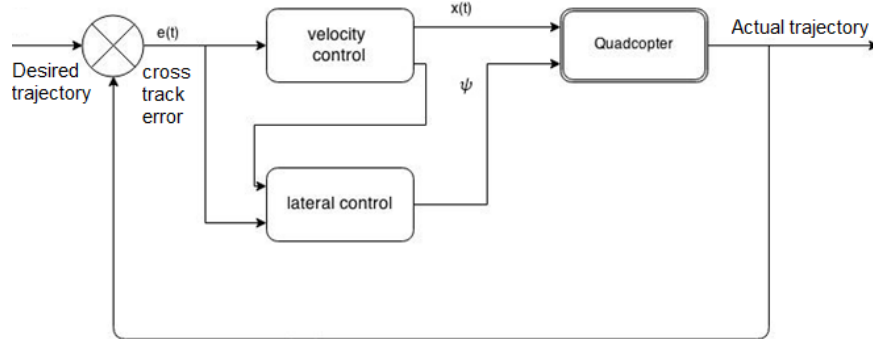 Desired
trajectory
e(t)
cross
track
error
velocity
control
x(t)
ψ
lateral control
Quadcopter
Actual trajectory